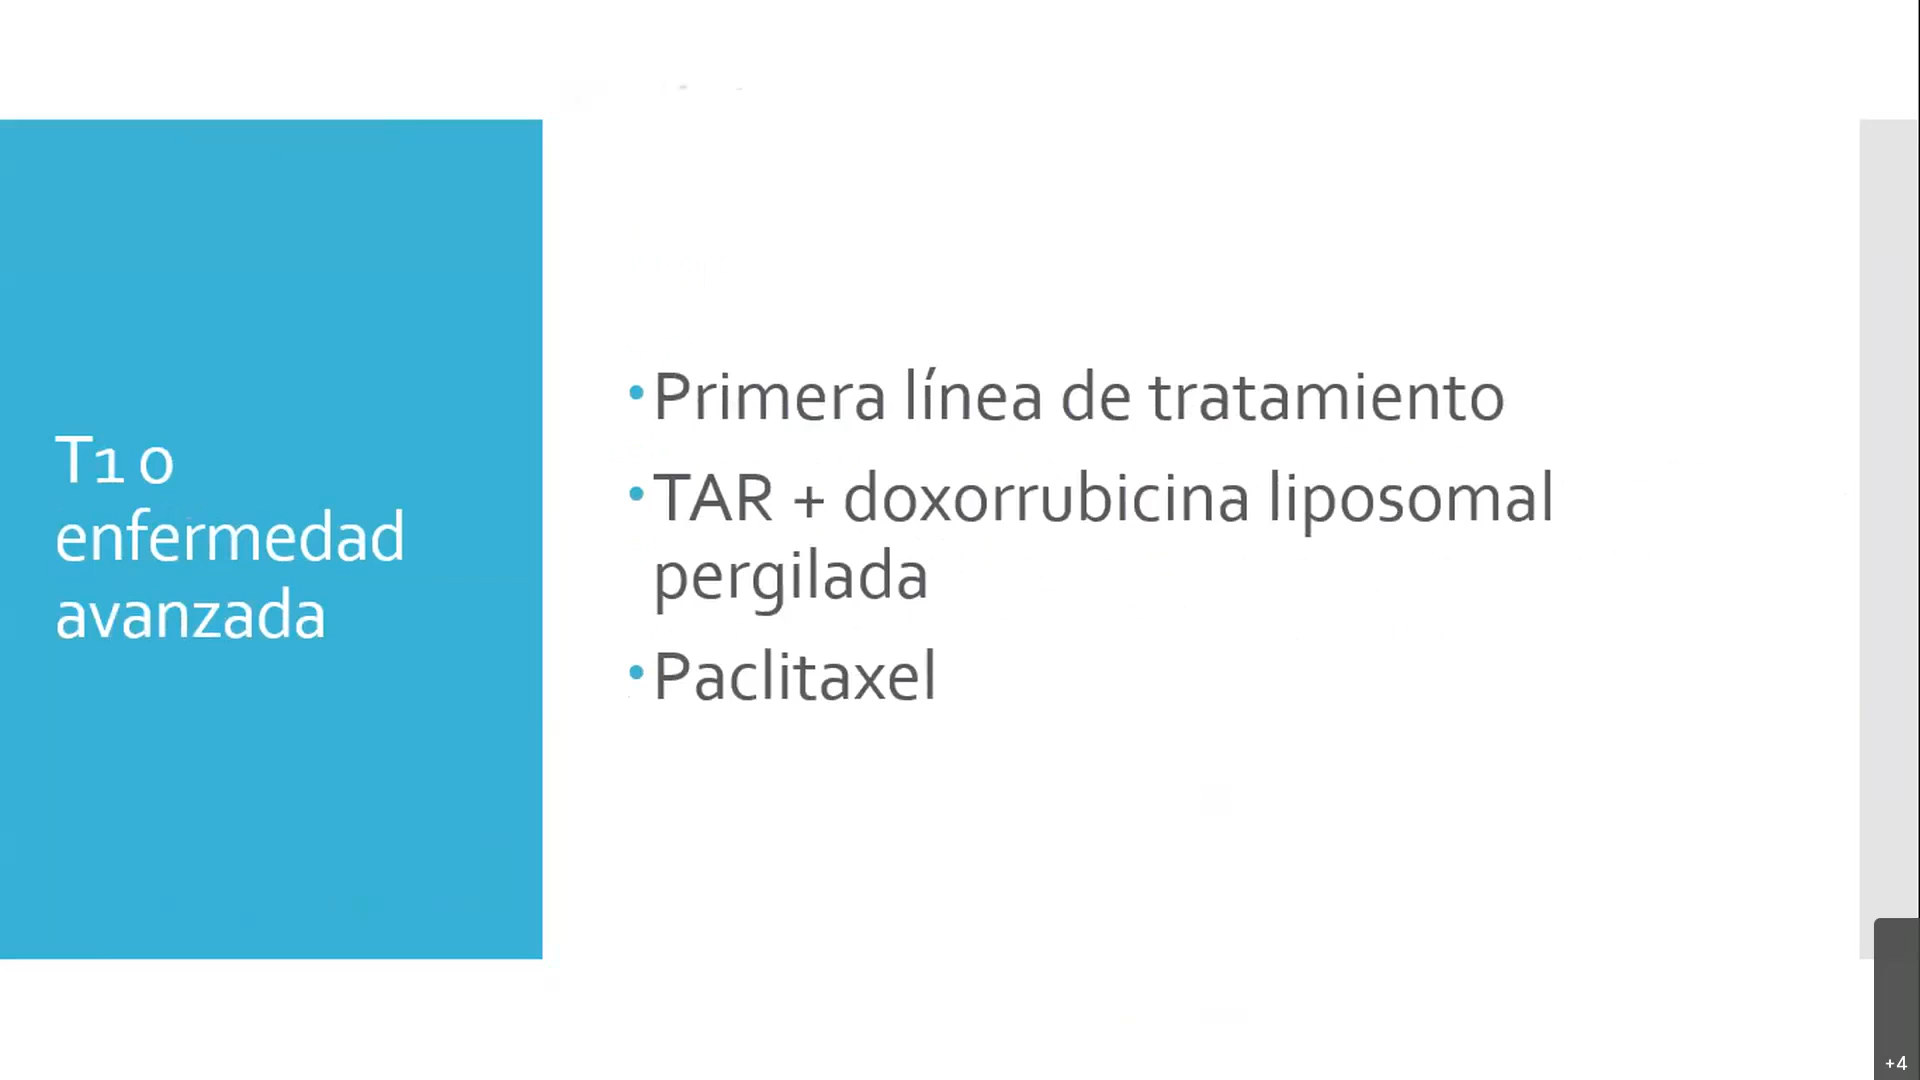 T1 o
enfermedad
avanzada
•Primera línea de tratamiento
•TAR + doxorrubicina liposomal
pergilada
•Paclitaxel
+4